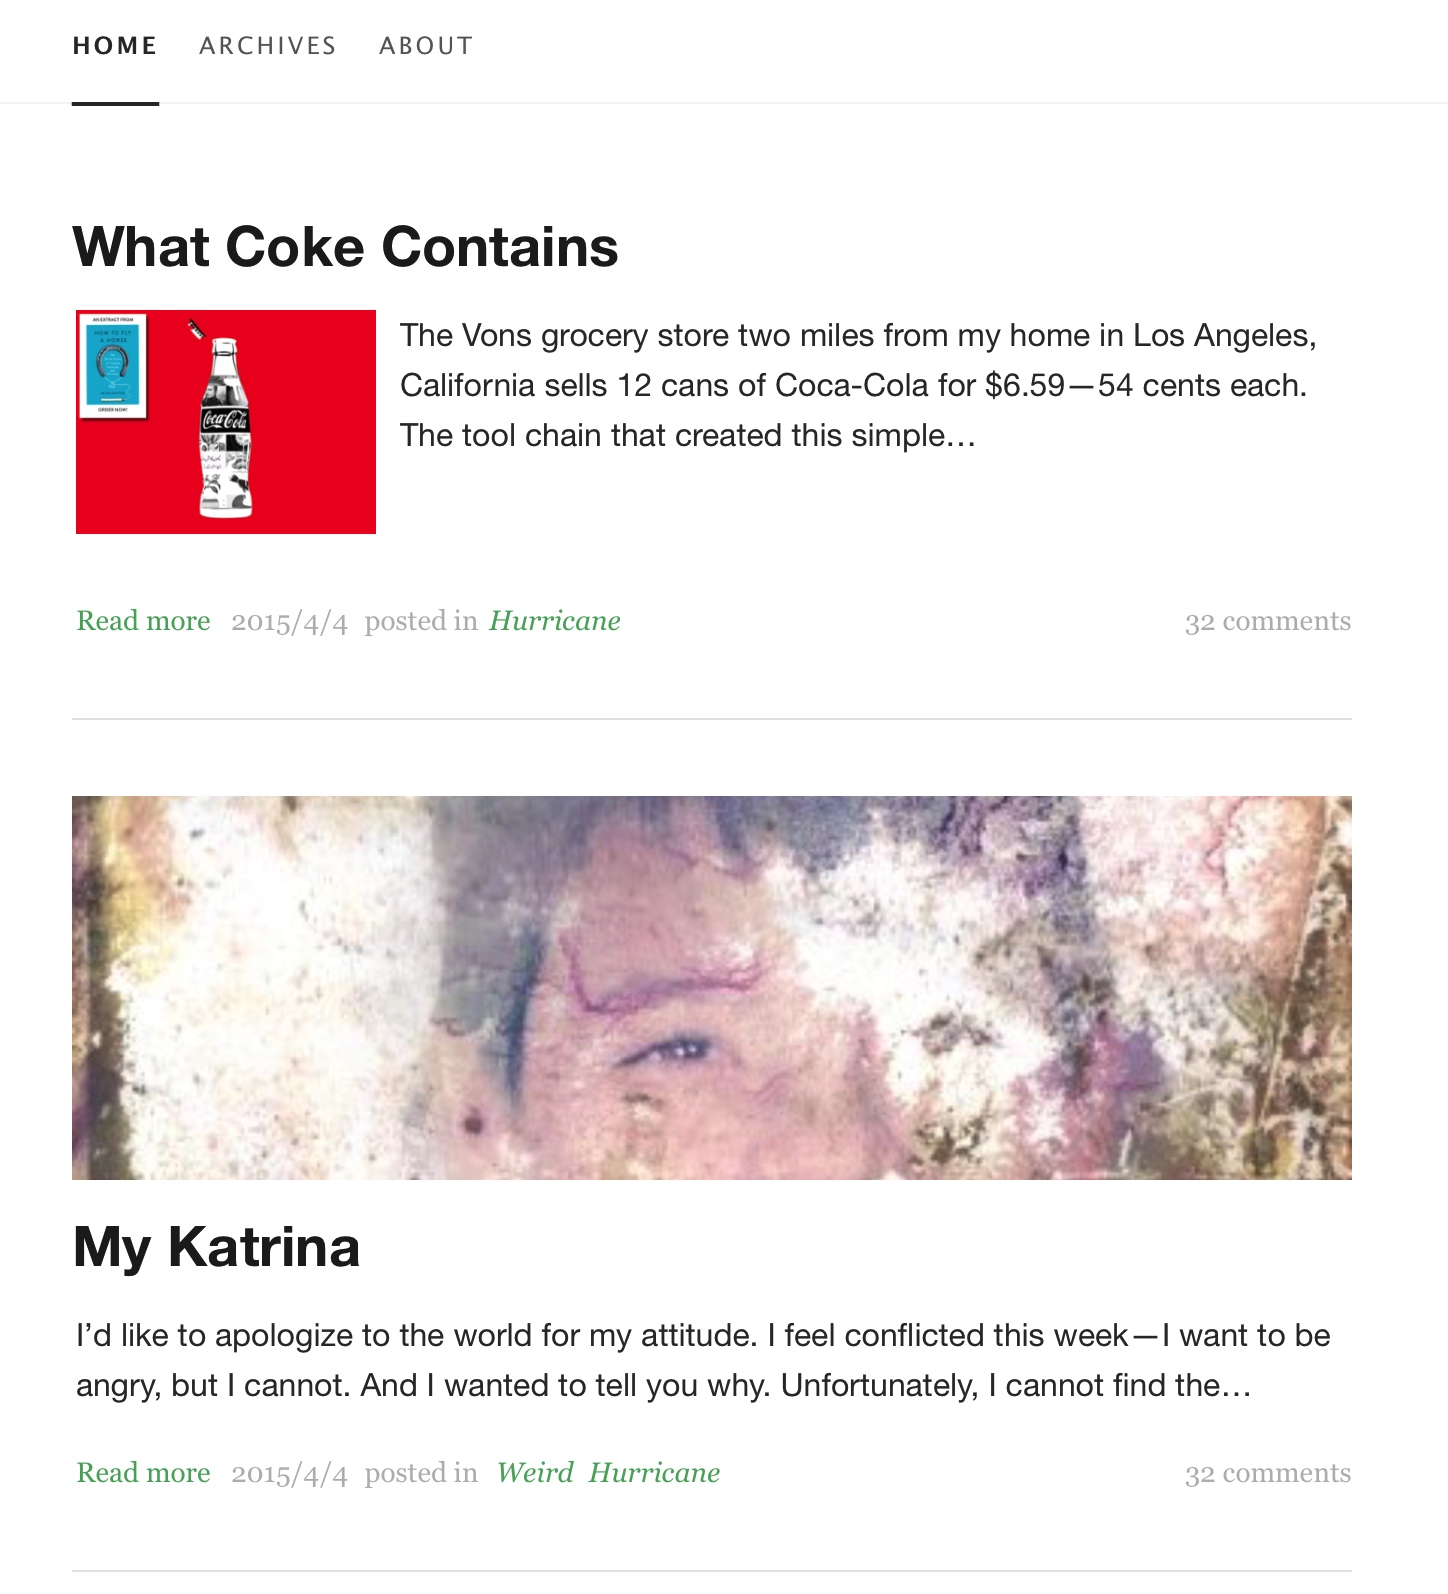 HOME ARCHIVES ABOUT
What Coke Contains
AN EXTRACT FROM
HOW TO FLY
A HORSE
ORDER NOW!
Coca-Cola
The Vons grocery store two miles from my home in Los Angeles,
California sells 12 cans of Coca-Cola for $6.59—54 cents each.
The tool chain that created this simple…
Read more 2015/4/4 posted in Hurricane 32 comments
My Katrina
I’d like to apologize to the world for my attitude. I feel conflicted this week—I want to be
angry, but I cannot. And I wanted to tell you why. Unfortunately, I cannot find the…
Read more 2015/4/4 posted in Weird Hurricane 32 comments